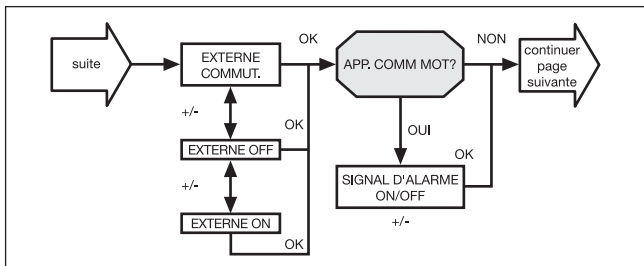 suite
EXTERNE
COMMUT.
OK
APP. COMM MOT?
NON
continuer
page
suivante
+/-
OK
EXTERNE OFF
OUI
OK
+/-
SIGNAL D'ALARME
ON/OFF
+/-
EXTERNE ON
OK